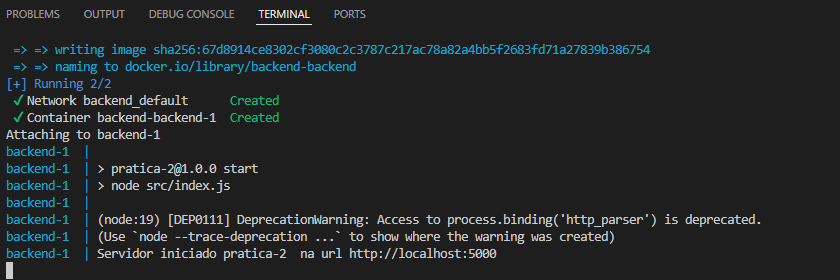 PROBLEMS OUTPUT DEBUG CONSOLE TERMINAL PORTS
=> => writing image sha256:67d8914ce8302cf3080c2c3787c217ac78a82a4bb5f2683fd71a27839b386754
=> => naming to docker.io/library/backend-backend
[+] Running 2/2
✔ Network backend_default Created
✔ Container backend-backend-1 Created
Attaching to backend-1
backend-1 |
backend-1 | > pratica-2@1.0.0 start
backend-1 | > node src/index.js
backend-1 |
backend-1 | (node:19) [DEP0111] DeprecationWarning: Access to process.binding('http_parser') is deprecated.
backend-1 | (Use `node --trace-deprecation ...` to show where the warning was created)
backend-1 | Servidor iniciado pratica-2 na url http://localhost:5000